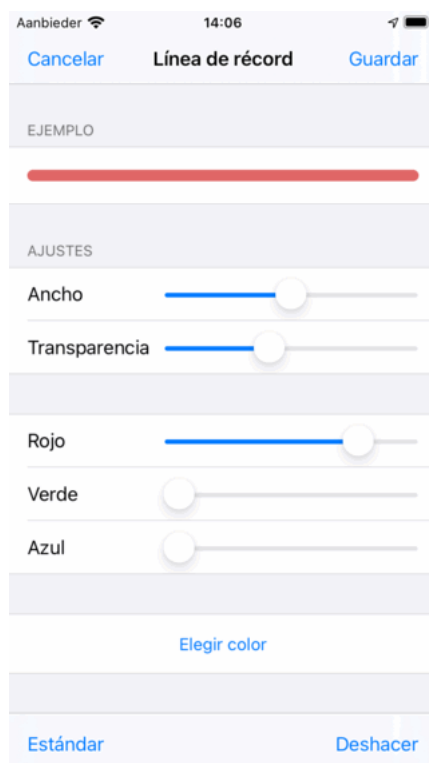 Aanbieder 14:06
Cancelar Línea de récord Guardar
EJEMPLO
AJUSTES
Ancho
Transparencia
Rojo
Verde
Azul
Elegir color
Estándar Deshacer